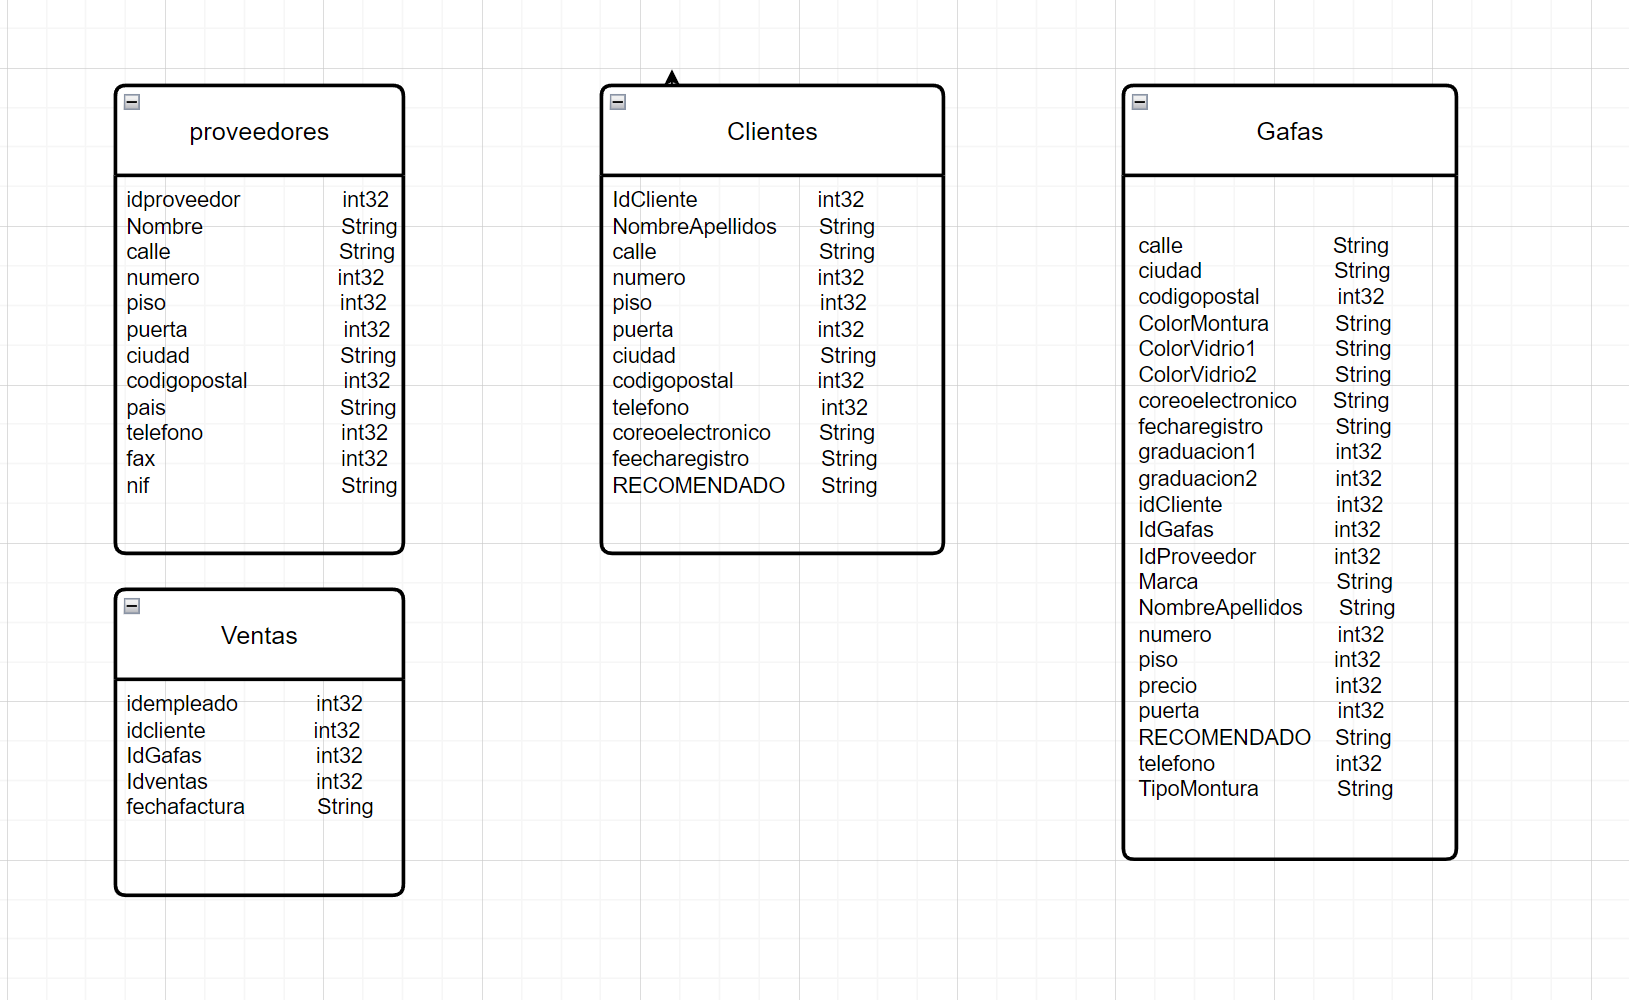 proveedores
idproveedor int32
Nombre String
calle String
numero int32
piso int32
puerta int32
ciudad String
codigopostal int32
pais String
telefono int32
fax int32
nif String
Clientes
IdCliente int32
NombreApellidos String
calle String
numero int32
piso int32
puerta int32
ciudad String
codigopostal int32
telefono int32
coreoelectronico String
feecharegistro String
RECOMENDADO String
Gafas
calle String
ciudad String
codigopostal int32
ColorMontura String
ColorVidrio1 String
ColorVidrio2 String
coreoelectronico String
fecharegistro String
graduacion1 int32
graduacion2 int32
idCliente int32
IdGafas int32
IdProveedor int32
Marca String
NombreApellidos String
numero int32
piso int32
precio int32
puerta int32
RECOMENDADO String
telefono int32
TipoMontura String
Ventas
idempleado int32
idcliente int32
IdGafas int32
Idventas int32
fechafactura String